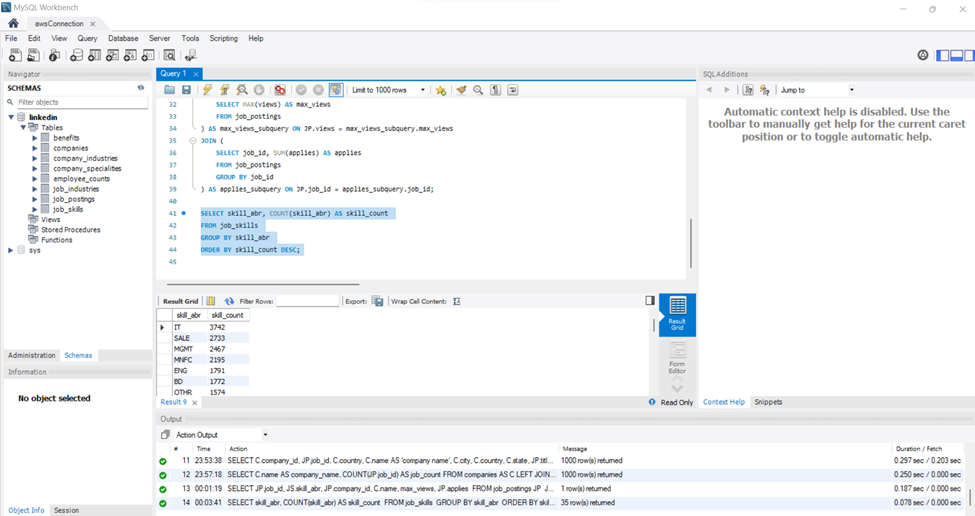 MySQL Workbench
awsConnection
File Edit View Query Database Server Tools Scripting Help
Navigator
SCHEMAS
Filter objects
linkedin
Tables
benefits
companies
company_industries
company_specialities
employee_counts
job_industries
job_postings
job_skills
Views
Stored Procedures
Functions
sys
Administration Schemas
Information
No object selected
Object Info Session
Query 1
Limit to 1000 rows
32 SELECT MAX(views) AS max_views
33 FROM job_postings
34 ) AS max_views_subquery ON JP.views = max_views_subquery.max_views
35 JOIN (
36 SELECT job_id, SUM(applies) AS applies
37 FROM job_postings
38 GROUP BY job_id
39 ) AS applies_subquery ON JP.job_id = applies_subquery.job_id;
40
41 SELECT skill_abr, COUNT(skill_abr) AS skill_count
42 FROM job_skills
43 GROUP BY skill_abr
44 ORDER BY skill_count DESC;
45
Result Grid Filter Rows: Export: Wrap Cell Content:
skill_abr skill_count
IT 3742
SALE 2733
MGMT 2467
MNFC 2195
ENG 1791
BD 1772
OTHR 1574
Result Grid
Form Editor
Result 9
Read Only
SQLAdditions
Jump to
Automatic context help is disabled. Use the
toolbar to manually get help for the current caret
position or to toggle automatic help.
Context Help Snippets
Output
Action Output
# Time Action Message Duration / Fetch
11 23:53:38 SELECT C.company_id, JP.job_id, C.country, C.name AS 'company name', C.city, C.country, C.state, JP.titl... 1000 row(s) returned 0.297 sec / 0.203 sec
12 23:57:18 SELECT C.name AS company_name, COUNT(JP.job_id) AS job_count FROM companies AS C LEFT JOIN... 1000 row(s) returned 0.250 sec / 0.000 sec
13 00:01:19 SELECT JP.job_id, JS.skill_abr, JP.company_id, C.name, max_views, JP.applies FROM job_postings JP J... 1 row(s) returned 0.187 sec / 0.000 sec
14 00:03:41 SELECT skill_abr, COUNT(skill_abr) AS skill_count FROM job_skills GROUP BY skill_abr ORDER BY skil... 35 row(s) returned 0.078 sec / 0.000 sec